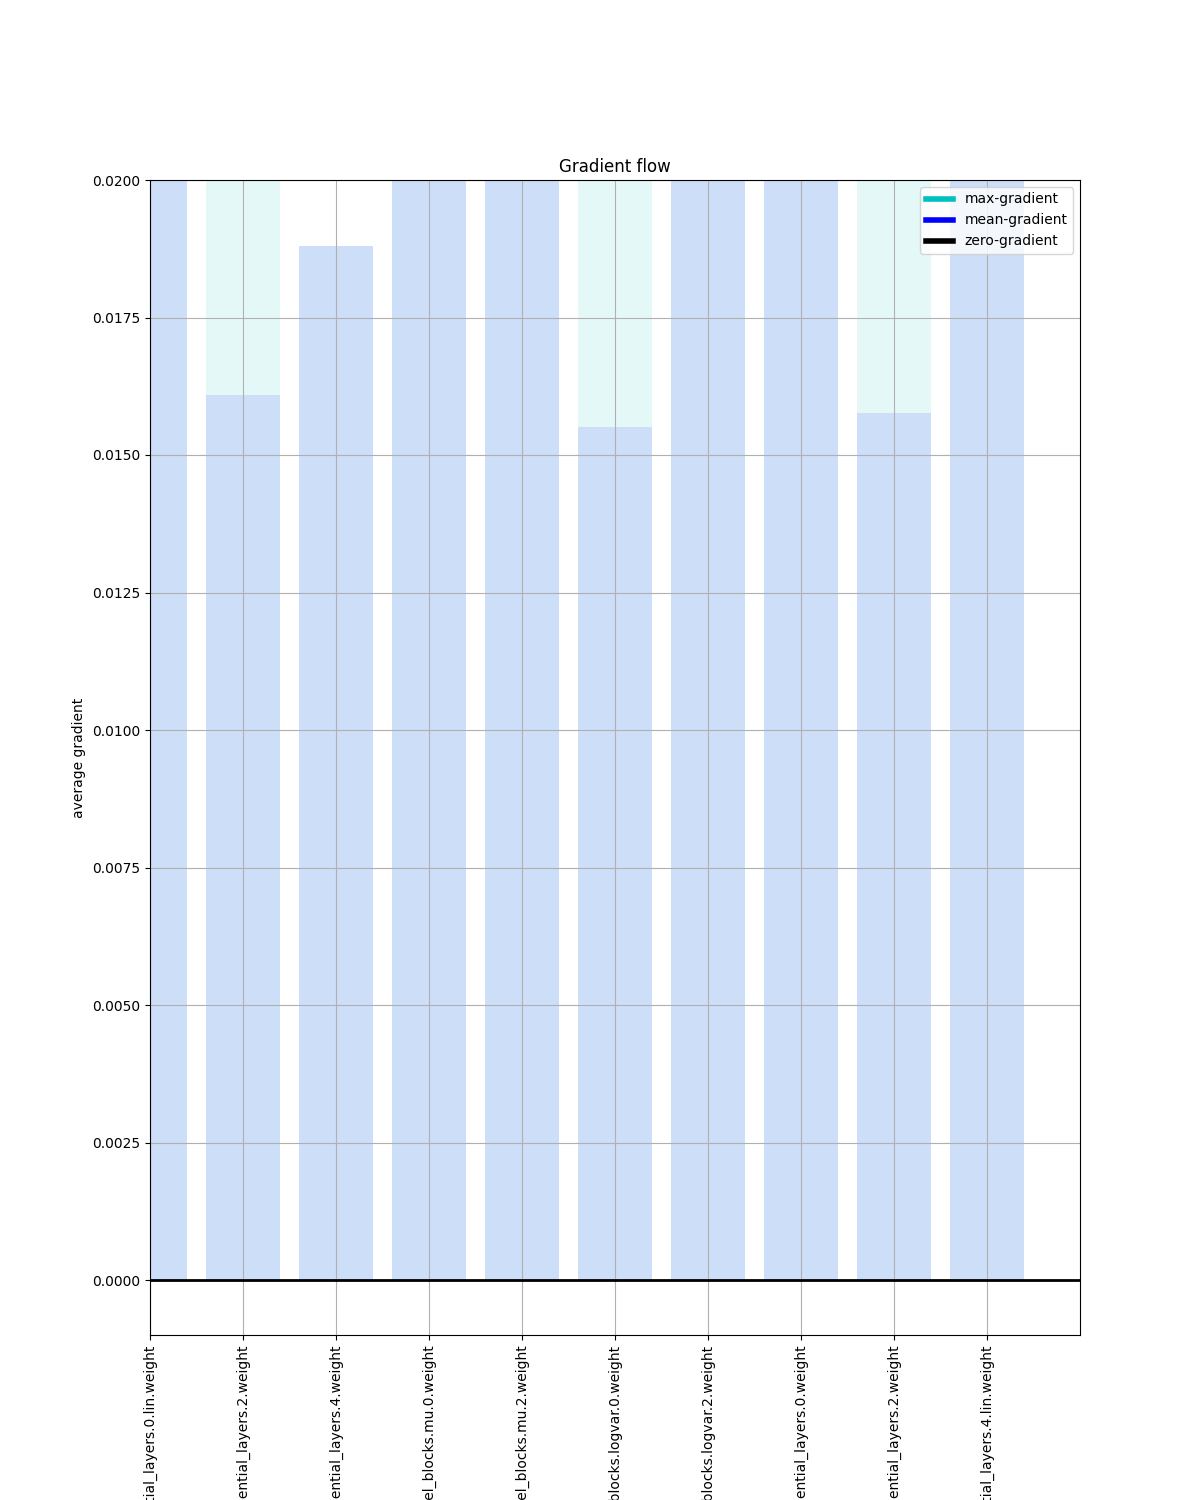 Gradient flow
max-gradient
mean-gradient
zero-gradient
0.0200
0.0175
0.0150
0.0125
0.0100
0.0075
0.0050
0.0025
0.0000
average gradient
tial_layers.0.lin.weight
ential_layers.2.weight
ential_layers.4.weight
el_blocks.mu.0.weight
el_blocks.mu.2.weight
blocks.logvar.0.weight
blocks.logvar.2.weight
ential_layers.0.weight
ential_layers.2.weight
tial_layers.4.lin.weight